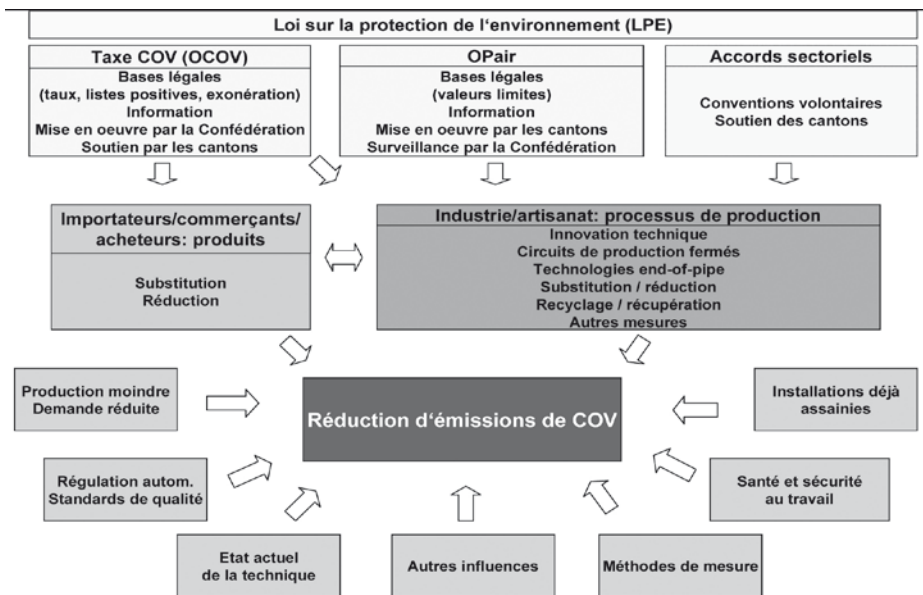 Loi sur la protection de l‘environnement (LPE)
Taxe COV (OCOV)
Bases légales
(taux, listes positives, exonération)
Information
Mise en oeuvre par la Confédération
Soutien par les cantons
OPair
Bases légales
(valeurs limites)
Information
Mise en oeuvre par les cantons
Surveillance par la Confédération
Accords sectoriels
Conventions volontaires
Soutien des cantons
Importateurs/commerçants/
acheteurs: produits
Substitution
Réduction
Industrie/artisanat: processus de production
Innovation technique
Circuits de production fermés
Technologies end-of-pipe
Substitution / réduction
Recyclage / récupération
Autres mesures
Production moindre
Demande réduite
Réduction d‘émissions de COV
Installations déjà
assainies
Régulation autom.
Standards de qualité
Santé et sécurité
au travail
Etat actuel
de la technique
Autres influences
Méthodes de mesure